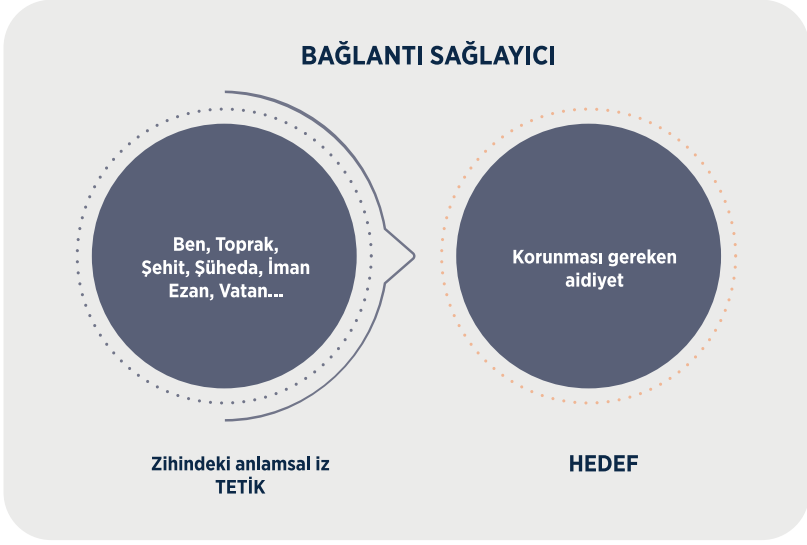 BAĞLANTI SAĞLAYICI
Ben, Toprak,
Şehit, Şüheda, İman
Ezan, Vatan...
Korunması gereken
aidiyet
Zihindeki anlamsal iz
TETİK
HEDEF